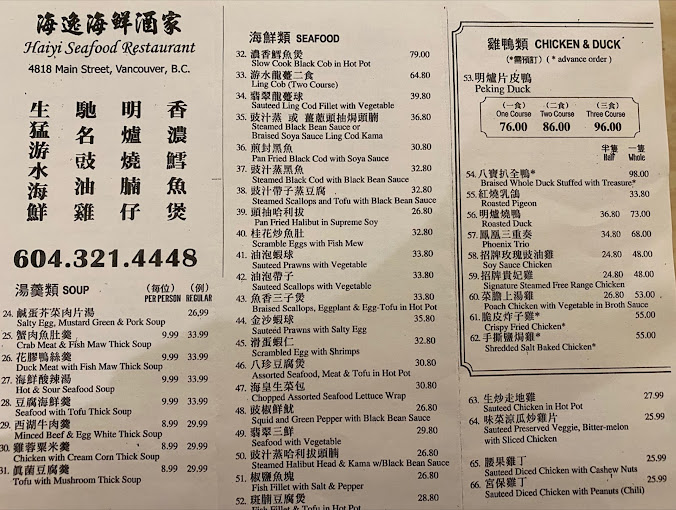 海逸海鮮酒家
Haiyi Seafood Restaurant
4818 Main Street, Vancouver, B.C.
生猛游水海鮮
馳名豉油雞
明爐燒腩仔
香濃鱈魚煲
604.321.4448
湯羹類 SOUP (每位) PER PERSON (例) REGULAR
24. 鹹蛋芥菜肉片湯 26,99
Salty Egg, Mustard Green & Pork Soup
25. 蟹肉魚肚羹 9.99 33.99
Crab Meat & Fish Maw Thick Soup
26. 花膠鴨絲羹 9.99 33.99
Duck Meat with Fish Maw Thick Soup
27. 海鮮酸辣湯 9.99 33.99
Hot & Sour Seafood Soup
28. 豆腐海鮮羹 9.99 33.99
Seafood with Tofu Thick Soup
29. 西湖牛肉羹 8.99 29.99
Minced Beef & Egg White Thick Soup
30. 雞蓉粟米羹 8.99 29.99
Chicken with Cream Corn Thick Soup
31. 眞菌豆腐羹 8.99 29.99
Tofu with Mushroom Thick Soup
海鮮類 SEAFOOD
32. 濃香鱈魚煲 79.00
Slow Cook Black Cob in Hot Pot
33. 游水龍躉二食 64.80
Ling Cob (Two Course)
34. 翡翠龍躉球 39.80
Sauteed Ling Cod Fillet with Vegetable
35. 豉汁蒸 或 薑蔥頭抽焗頭腩 36.80
Steamed Black Bean Sauce or
Braised Soya Sauce Ling Cod Kama
36. 煎封黑魚 30.80
Pan Fried Black Cod with Soya Sauce
37. 豉汁蒸黑魚 32.80
Steamed Black Cod with Black Bean Sauce
38. 豉汁帶子蒸豆腐 32.80
Steamed Scallops and Tofu with Black Bean Sauce
39. 頭抽哈利拔 26.80
Pan Fried Halibut in Supreme Soy
40. 桂花炒魚肚 32.80
Scramble Eggs with Fish Mew
41. 油泡蝦球 33.80
Sauteed Prawns with Vegetable
42. 油泡帶子 33.80
Sauteed Scallops with Vegetable
43. 魚香三子煲 31.80
Braised Scallops, Eggplant & Egg-Tofu in Hot Pot
44. 金沙蝦球 35.80
Sauteed Prawns with Salty Egg
45. 滑蛋蝦仁 32.80
Scrambled Egg with Shrimps
46. 八珍豆腐煲 30.80
Assorted Seafood, Meat & Tofu in Hot Pot
47. 海皇生菜包 30.80
Chopped Assorted Seafood Lettuce Wrap
48. 豉椒鮮魷 26.80
Squid and Green Pepper with Black Bean Sauce
49. 翡翠三鮮 29.80
Seafood with Vegetable
50. 豉汁蒸哈利拔頭腩 26.80
Steamed Halibut Head & Kama w/Black Bean Sauce
51. 椒鹽魚塊 26.80
Fish Fillet with Salt & Pepper
52. 斑腩豆腐煲 28.80
Fish Fillet & Tofu in Hot Pot
雞鴨類 CHICKEN & DUCK
(*需預訂) (* advance order)
53. 明爐片皮鴨
Peking Duck
(一食) (二食) (三食)
One Course Two Course Three Course
76.00 86.00 96.00
半隻 一隻
Half Whole
54. 八寶扒全鴨* 98.00
Braised Whole Duck Stuffed with Treasure*
55. 紅燒乳鴿 33.80
Roasted Pigeon
56. 明爐燒鴨 36.80 73.00
Roasted Duck
57. 鳳凰三重奏 34.80 68.00
Phoenix Trio
58. 招牌玫瑰豉油雞 24.80 48.00
Soy Sauce Chicken
59. 招牌貴妃雞 24.80 48.00
Signature Steamed Free Range Chicken
60. 菜膽上湯雞 26.80 53.00
Poach Chicken with Vegetable in Broth Sauce
61. 脆皮炸子雞* 55.00
Crispy Fried Chicken*
62. 手撕鹽焗雞* 55.00
Shredded Salt Baked Chicken*
63. 生炒走地雞 27.99
Sauteed Chicken in Hot Pot
64. 味菜涼瓜炒雞片 25.99
Sauteed Preserved Veggie, Bitter-melon
with Sliced Chicken
65. 腰果雞丁 25.99
Sauteed Diced Chicken with Cashew Nuts
66. 宮保雞丁 25.99
Sauteed Diced Chicken with Peanuts (Chili)